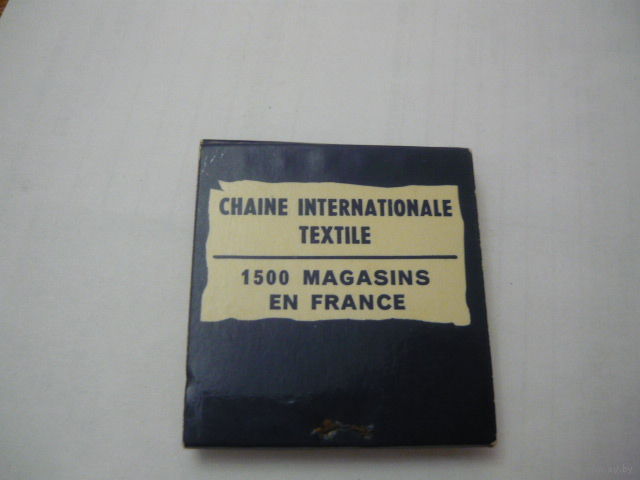 CHAINE INTERNATIONALE
TEXTILE
1500 MAGASINS
EN FRANCE